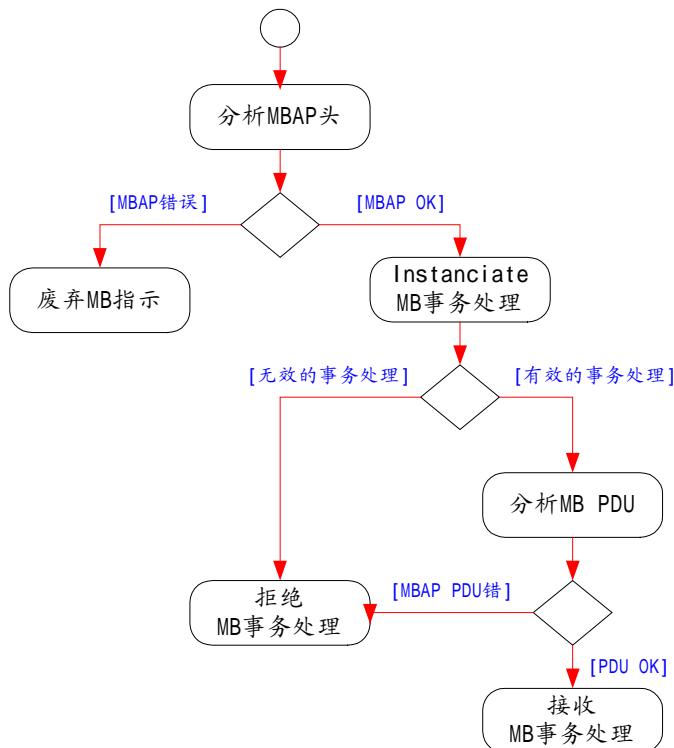 分析MBAP头
[MBAP错误]
[MBAP OK]
废弃MB指示
Instanciate
MB事务处理
[无效的事务处理]
[有效的事务处理]
分析MB PDU
[MBAP PDU错]
拒绝
MB事务处理
[PDU OK]
接收
MB事务处理